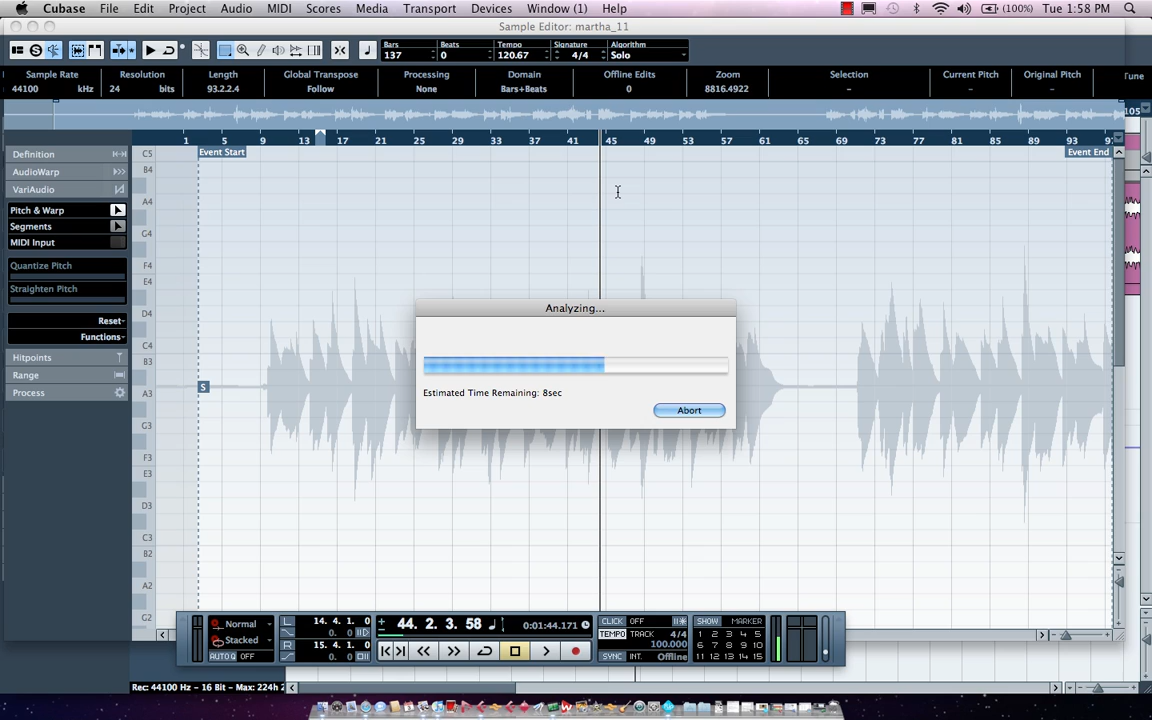 Cubase File Edit Project Audio MIDI Scores Media Transport Devices Window (1) Help (100%) Tue 1:58 PM
Sample Editor: martha_11
Bars Beats Tempo Signature Algorithm
137 0 120.67 4/4 Solo
Sample Rate Resolution Length Global Transpose Processing Domain Offline Edits Zoom Selection Current Pitch Original Pitch Tune
44100 kHz 24 bits 93.2.2.4 Follow None Bars+Beats 0 8816.4922 – – –
105
1 5 9 13 17 21 25 29 33 37 41 45 49 53 57 61 65 69 73 77 81 85 89 93
Event Start Event End
Definition
AudioWarp
VariAudio
Pitch & Warp
Segments
MIDI Input
Quantize Pitch
Straighten Pitch
Reset
Functions
Hitpoints
Range
Process
C5
B4
A4
G4
F4
E4
D4
C4
B3
A3
G3
F3
E3
D3
C3
B2
A2
G2
S
Analyzing...
Estimated Time Remaining: 8sec
Abort
Normal
Stacked
AUTO Q OFF
L 14. 4. 1. 0
0. 0
R 15. 4. 1. 0
0. 0
44. 2. 3. 58 0:01:44.171
CLICK OFF
TEMPO TRACK 4/4
100.000
SYNC INT. Offline
SHOW MARKER
1 2 3 4 5
6 7 8 9 10
11 12 13 14 15
Rec: 44100 Hz - 16 Bit - Max: 224h 2